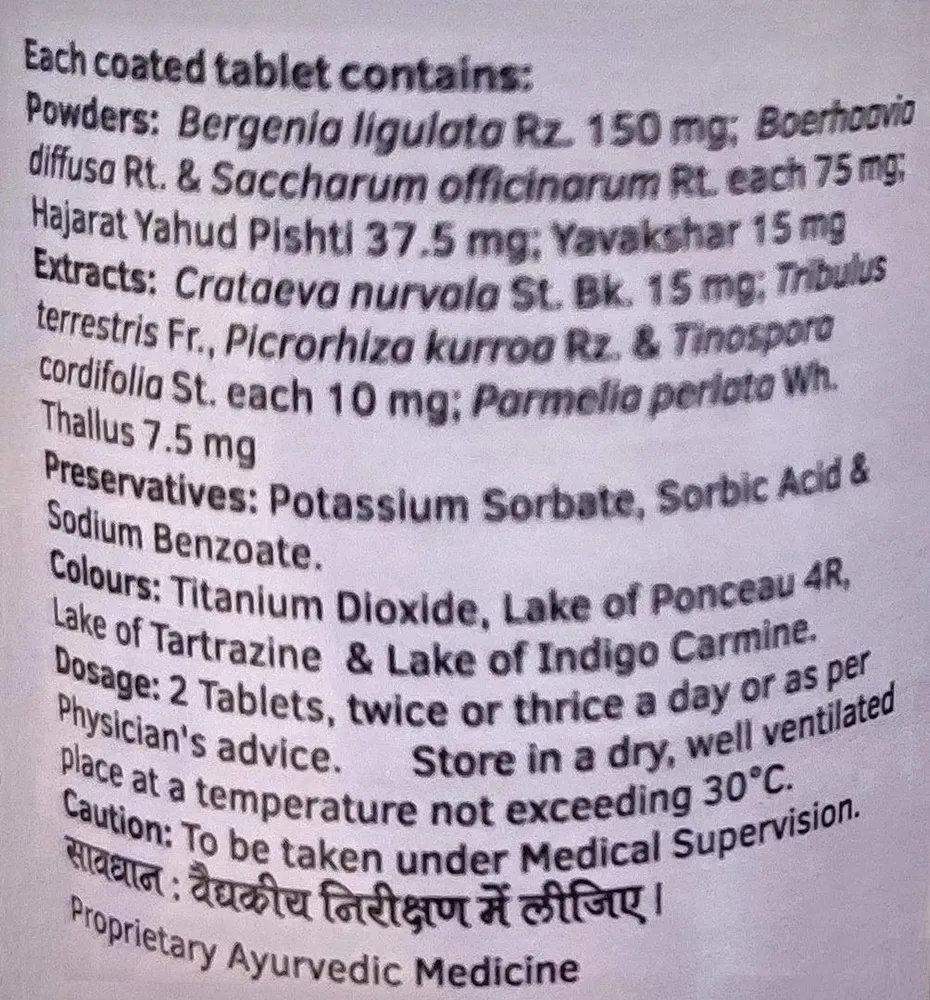 Each coated tablet contains:
Powders: Bergenia ligulata Rz. 150 mg; Boerhaavia
diffusa Rt. & Saccharum officinarum Rt. each 75 mg;
Hajarat Yahud Pishti 37.5 mg; Yavakshar 15 mg
Extracts: Crataeva nurvala St. Bk. 15 mg; Tribulus
terrestris Fr., Picrorhiza kurroa Rz. & Tinospora
cordifolia St. each 10 mg; Parmelia perlata Wh.
Thallus 7.5 mg
Preservatives: Potassium Sorbate, Sorbic Acid &
Sodium Benzoate.
Colours: Titanium Dioxide, Lake of Ponceau 4R,
Lake of Tartrazine & Lake of Indigo Carmine.
Dosage: 2 Tablets, twice or thrice a day or as per
Physician's advice. Store in a dry, well ventilated
place at a temperature not exceeding 30°C.
Caution: To be taken under Medical Supervision.
सावधान : वैद्यकीय निरीक्षण में लीजिए।
Proprietary Ayurvedic Medicine